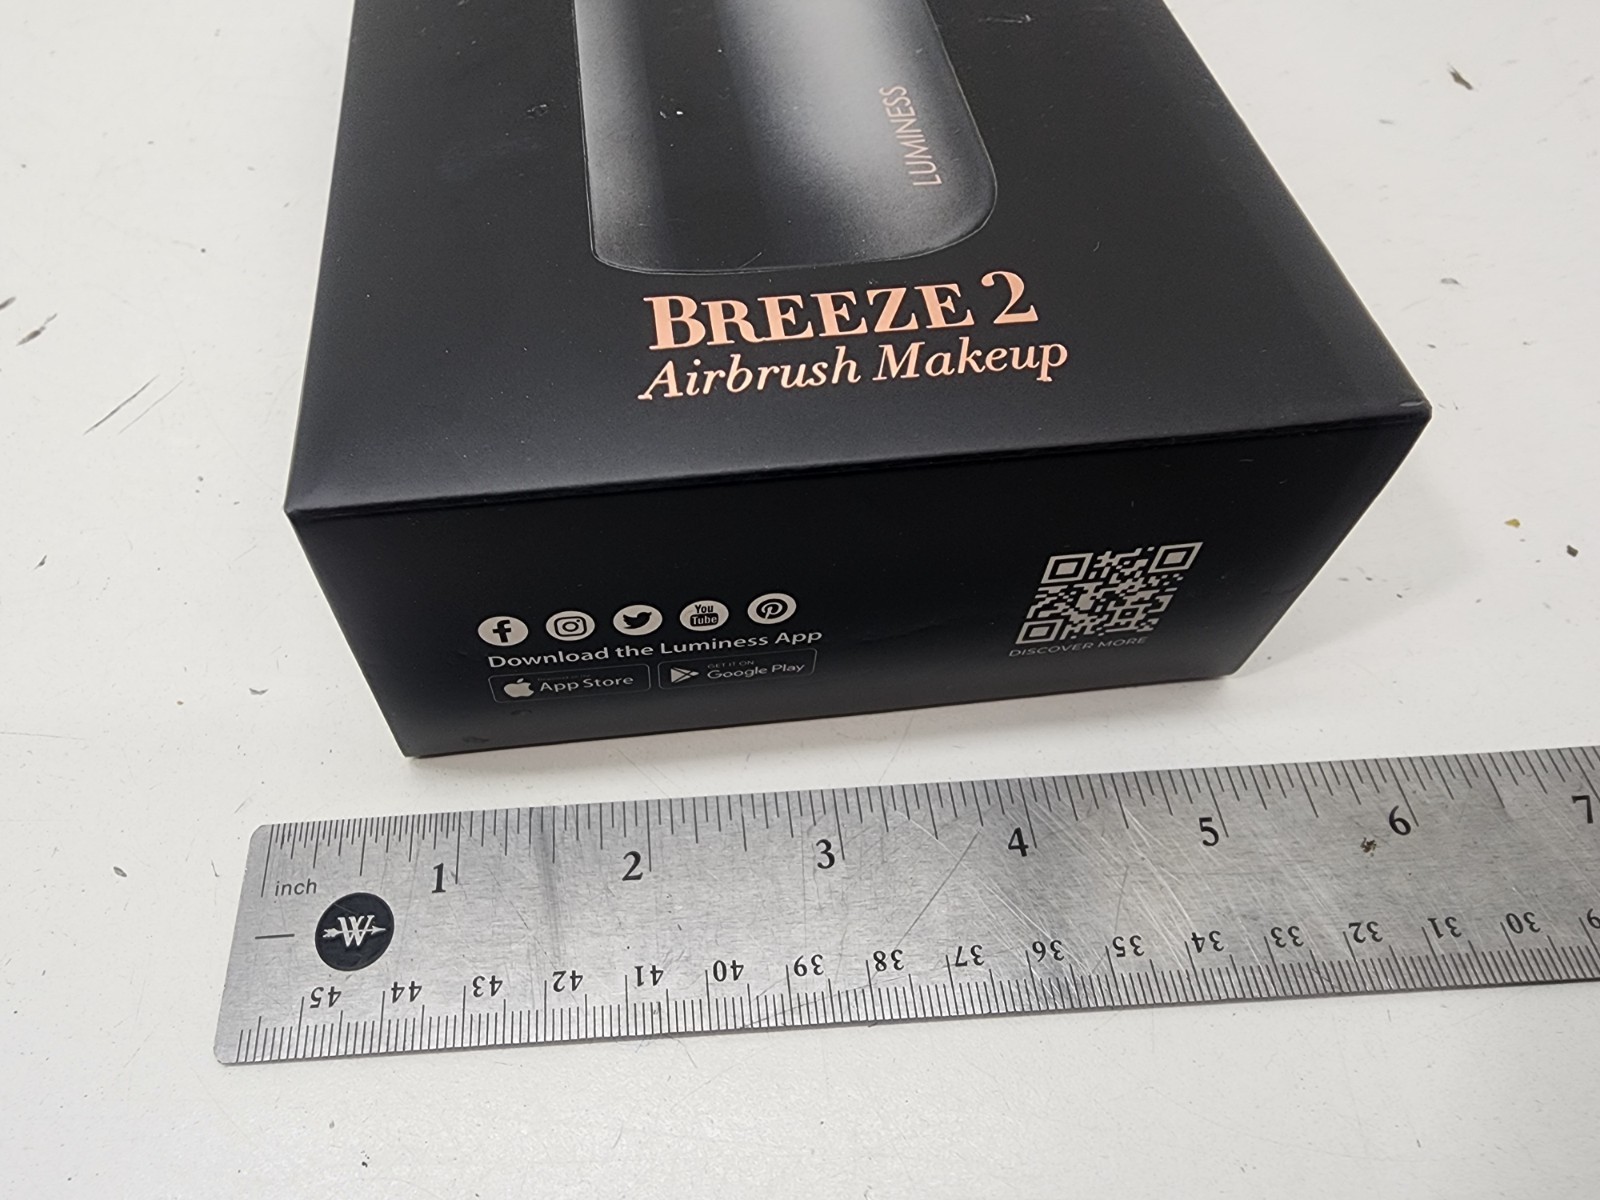 LUMINESS
BREEZE 2
Airbrush Makeup
You
Tube
Download the Luminess App
App Store
GET IT ON
Google Play
DISCOVER MORE
1 2 3 4 5 6 7
inch
W
45 44 43 42 41 40 39 38 37 36 35 34 33 32 31 30